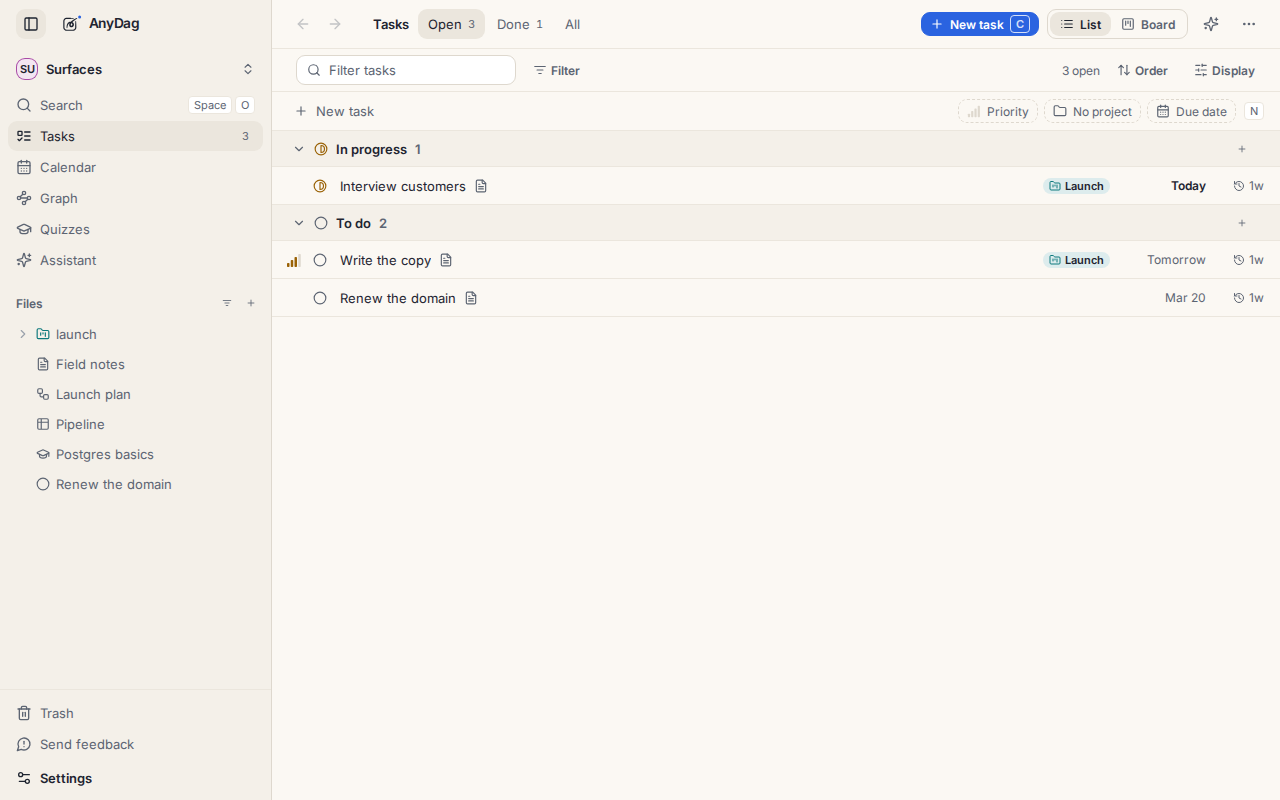 AnyDag
Tasks
Open 3
Done 1
All
New task C
List
Board
SU Surfaces
Filter tasks
Filter
3 open
Order
Display
Search Space O
New task
Priority
No project
Due date
N
Tasks 3
In progress 1
Calendar
Interview customers Launch Today 1w
Graph
To do 2
Quizzes
Write the copy Launch Tomorrow 1w
Assistant
Renew the domain Mar 20 1w
Files
launch
Field notes
Launch plan
Pipeline
Postgres basics
Renew the domain
Trash
Send feedback
Settings